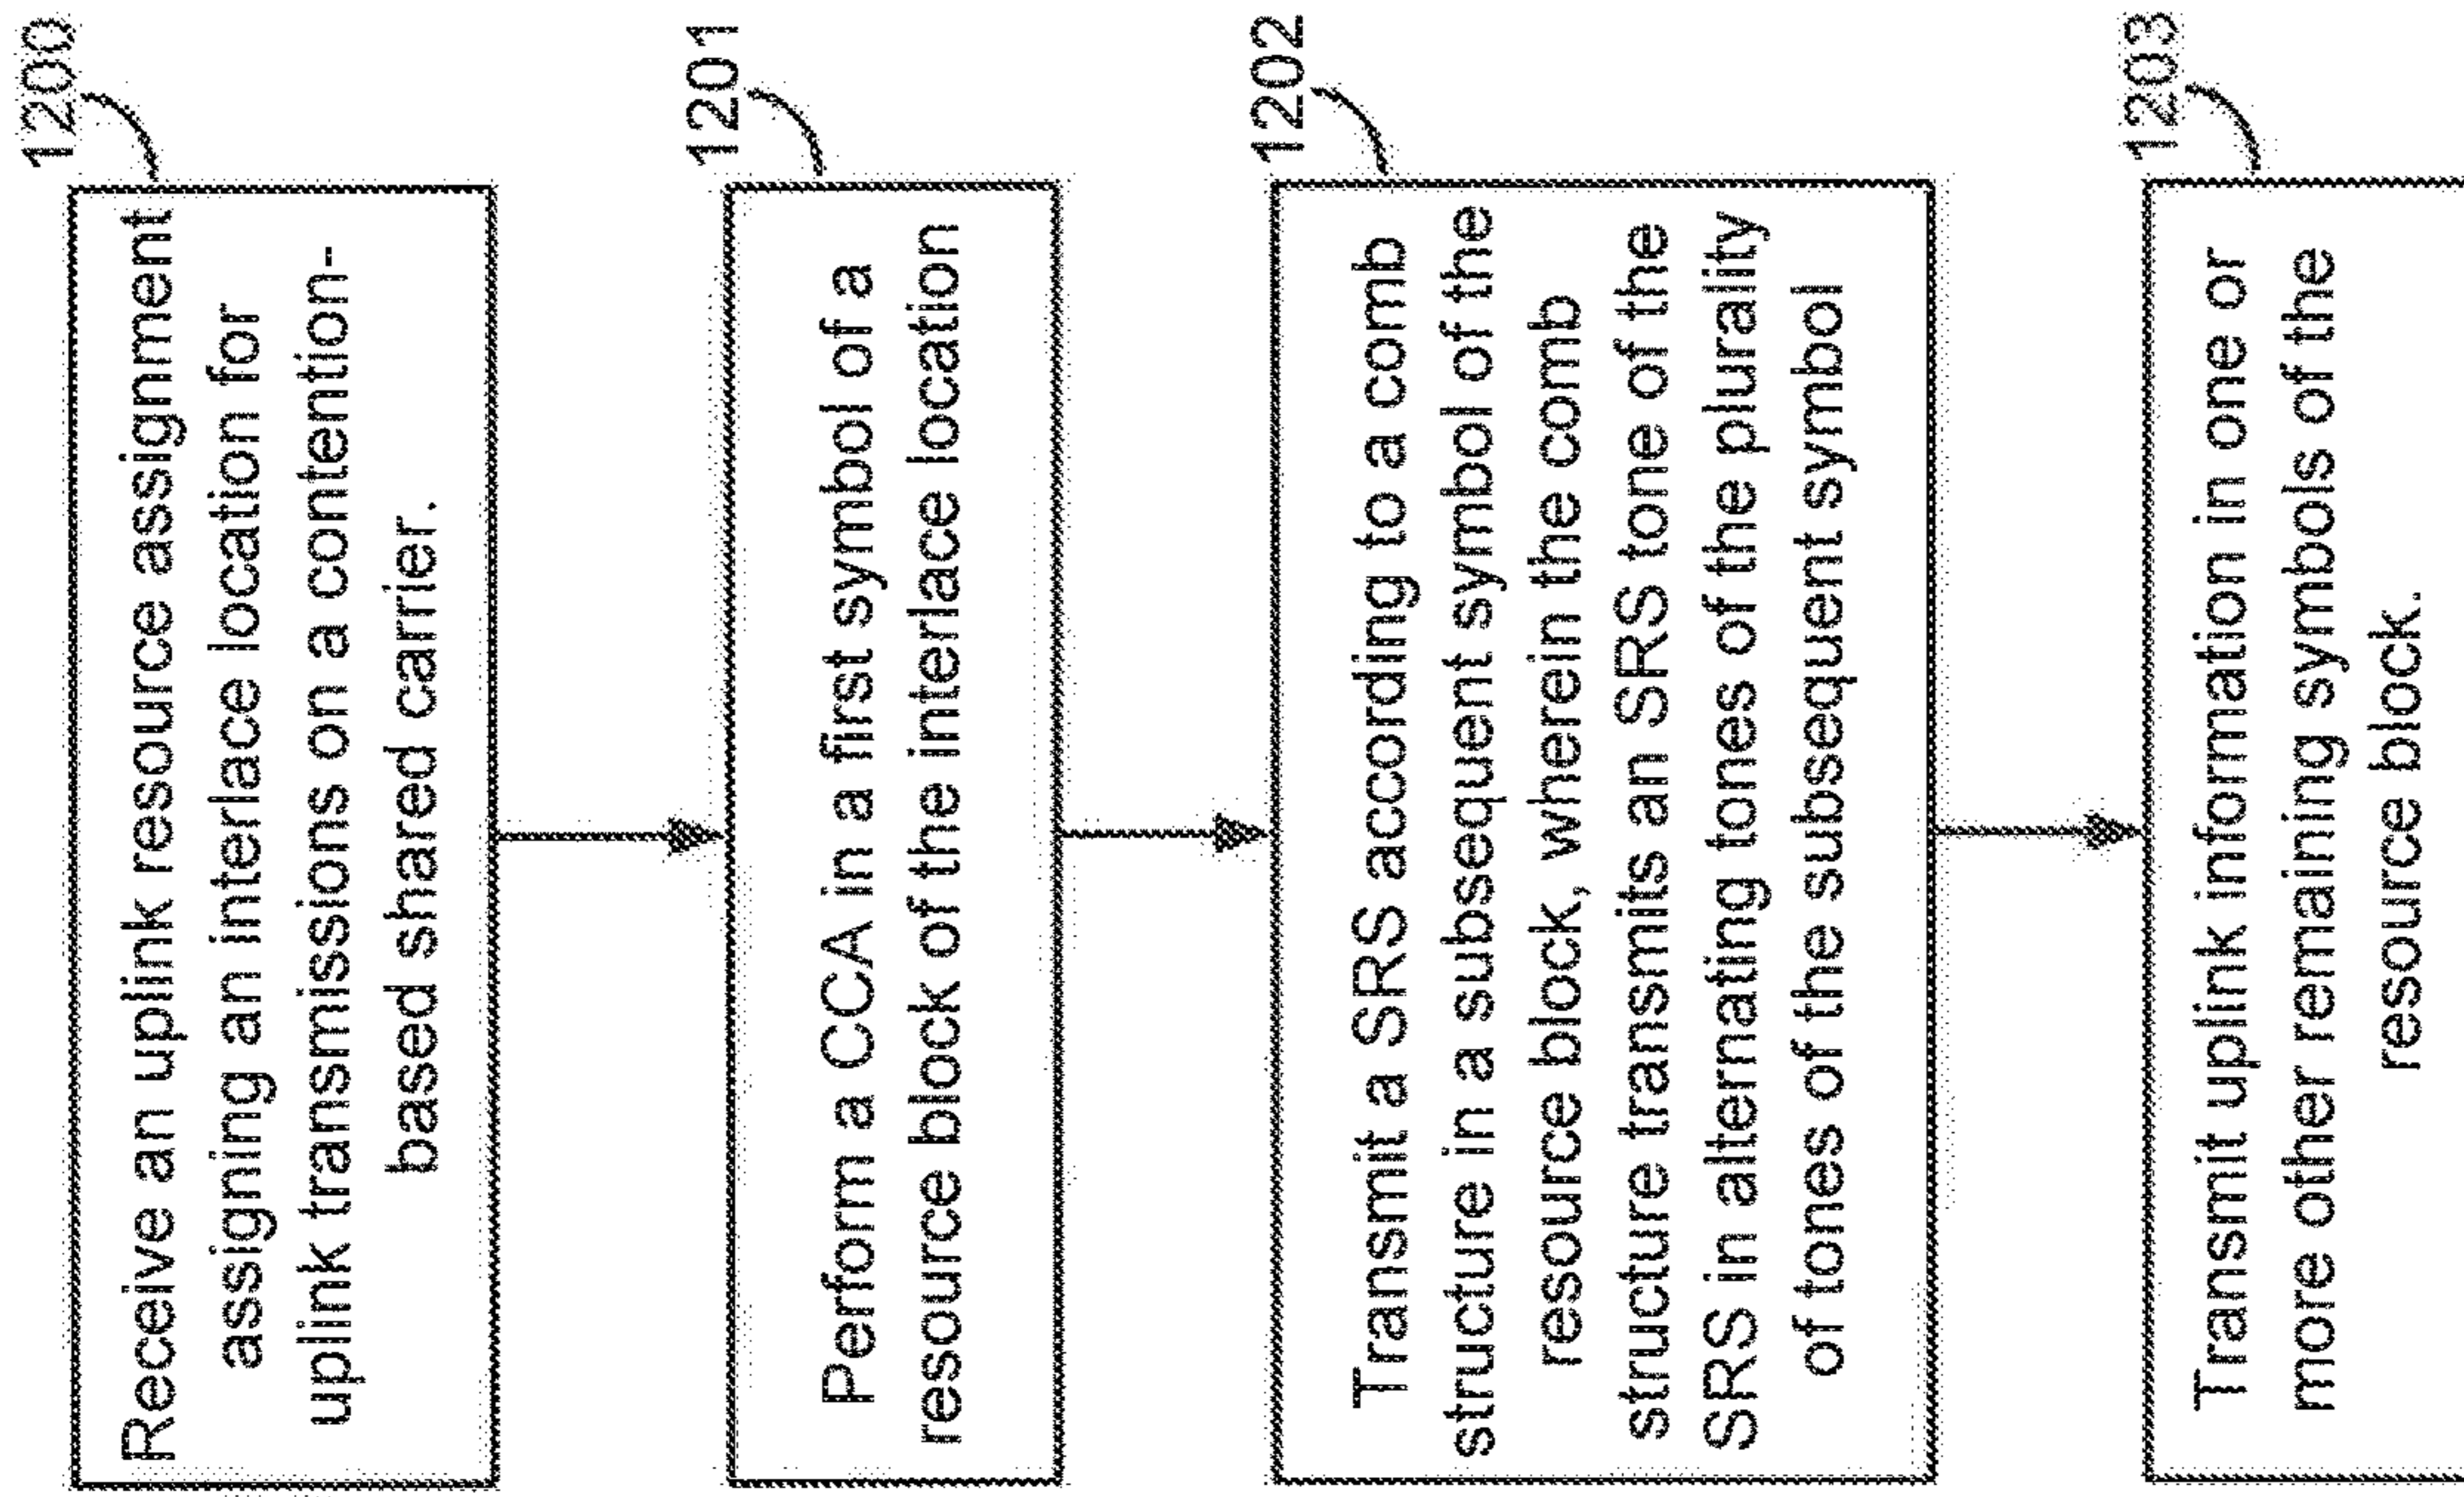 1200
Receive an uplink resource assignment
assigning an interlace location for
uplink transmissions on a contention-
based shared carrier.
1201
Perform a CCA in a first symbol of a
resource block of the interlace location
1202
Transmit a SRS according to a comb
structure in a subsequent symbol of the
resource block, wherein the comb
structure transmits an SRS tone of the
SRS in alternating tones of the plurality
of tones of the subsequent symbol
1203
Transmit uplink information in one or
more other remaining symbols of the
resource block.